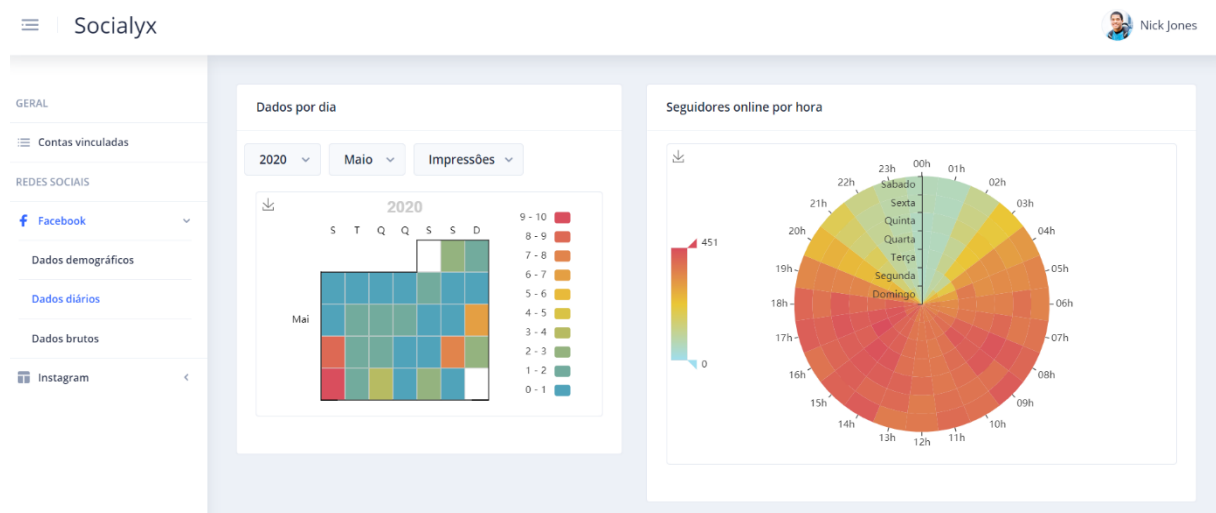 Socialyx
Nick Jones
GERAL
Contas vinculadas
REDES SOCIAIS
Facebook
Dados demográficos
Dados diários
Dados brutos
Instagram
Dados por dia
2020 Maio Impressões
2020
S T Q Q S S D
Mai
9 - 10
8 - 9
7 - 8
6 - 7
5 - 6
4 - 5
3 - 4
2 - 3
1 - 2
0 - 1
Seguidores online por hora
451
0
00h
01h
02h
03h
04h
05h
06h
07h
08h
09h
10h
11h
12h
13h
14h
15h
16h
17h
18h
19h
20h
21h
22h
23h
Sábado
Sexta
Quinta
Quarta
Terça
Segunda
Domingo